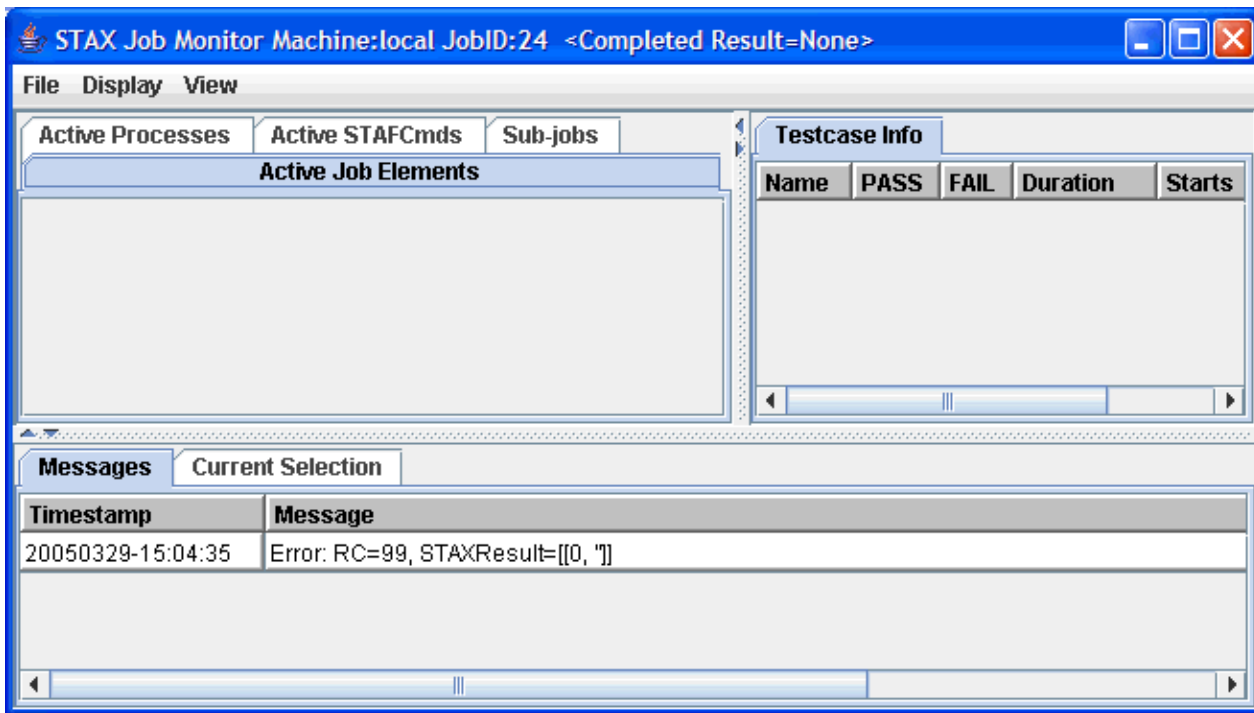 STAX Job Monitor Machine:local JobID:24 <Completed Result=None>
File Display View
Active Processes Active STAFCmds Sub-jobs
Active Job Elements
Testcase Info
Name PASS FAIL Duration Starts
Messages Current Selection
Timestamp Message
20050329-15:04:35 Error: RC=99, STAXResult=[[0, '']]